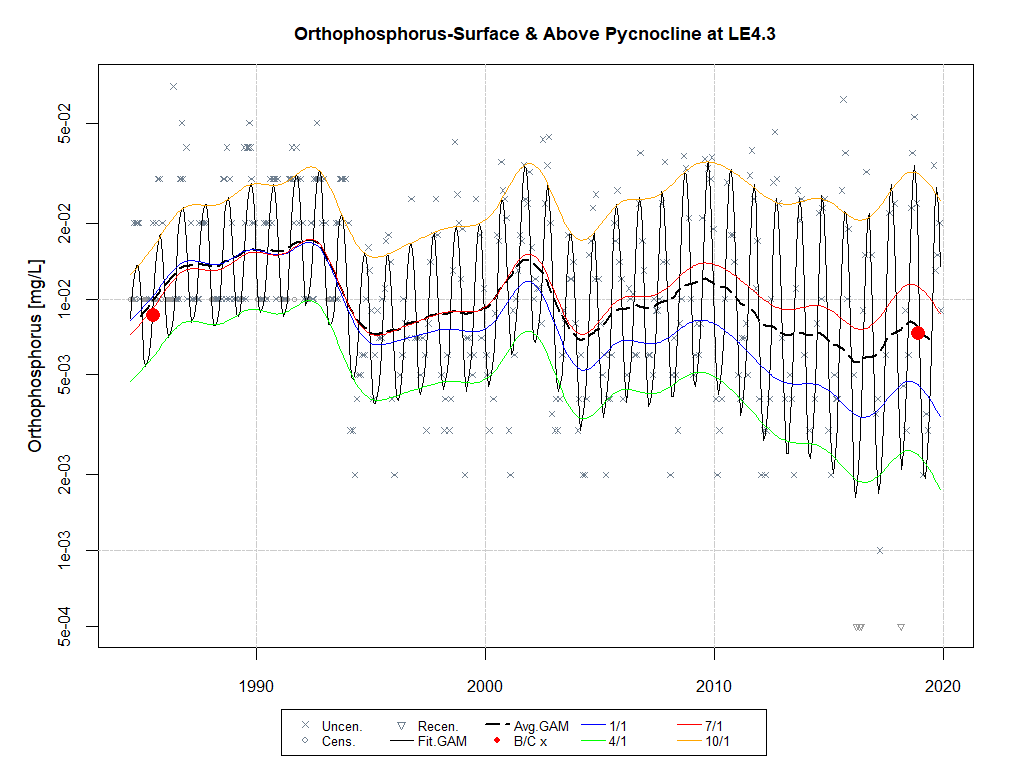 Orthophosphorus-Surface & Above Pycnocline at LE4.3
Orthophosphorus [mg/L]
5e-02
2e-02
1e-02
5e-03
2e-03
1e-03
5e-04
1990 2000 2010 2020
Uncen. Recen. Avg.GAM 1/1 7/1
Cens. Fit.GAM B/C x 4/1 10/1